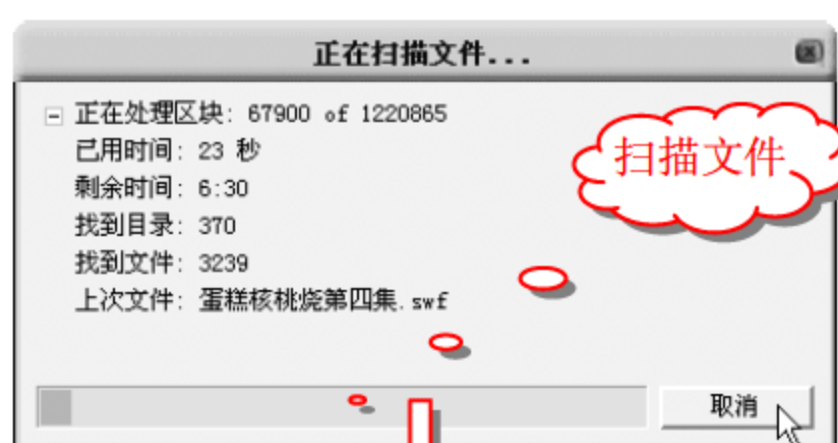 正在扫描文件...
正在处理区块: 67900 of 1220865
扫描文件
已用时间: 23 秒
剩余时间: 6:30
找到目录: 370
找到文件: 3239
上次文件: 蛋糕核桃烧第四集.swf
取消